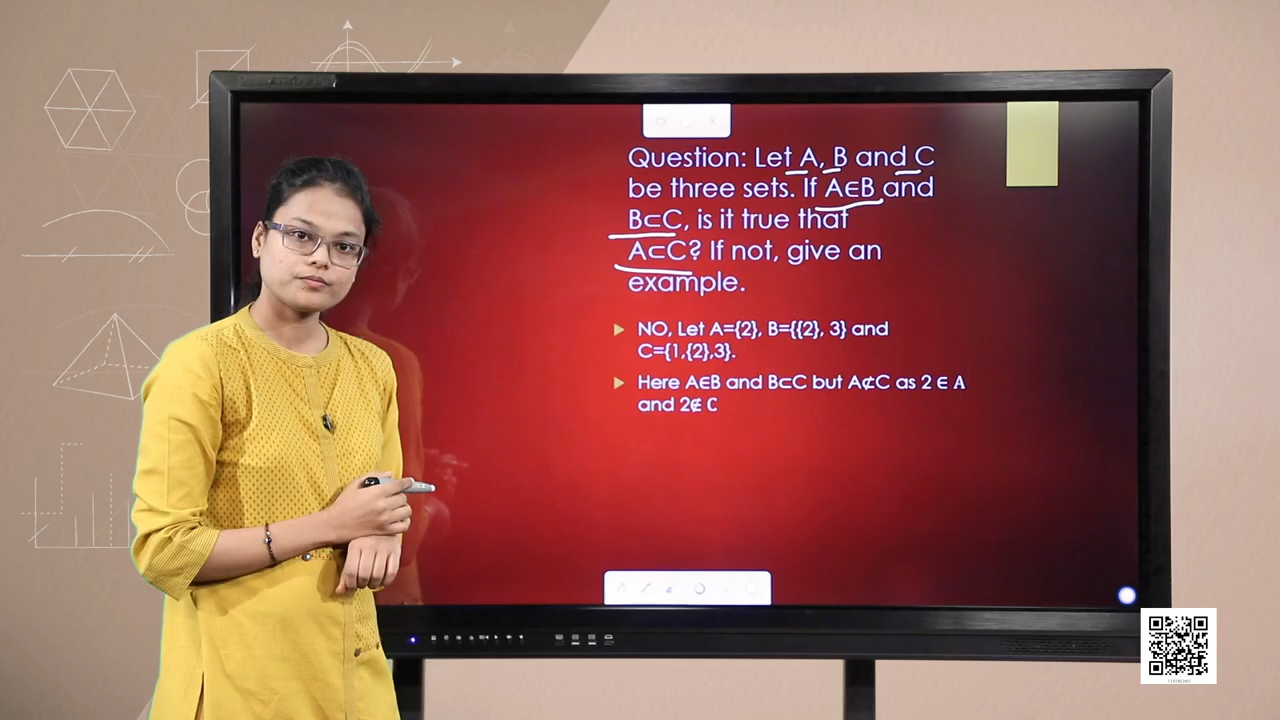 Question: Let A, B and C
be three sets. If A∈B and
B⊂C, is it true that
A⊂C? If not, give an
example.
NO, Let A={2}, B={{2}, 3} and
C={1,{2},3}.
Here A∈B and B⊂C but A⊄C as 2 ∈ A
and 2∉ C